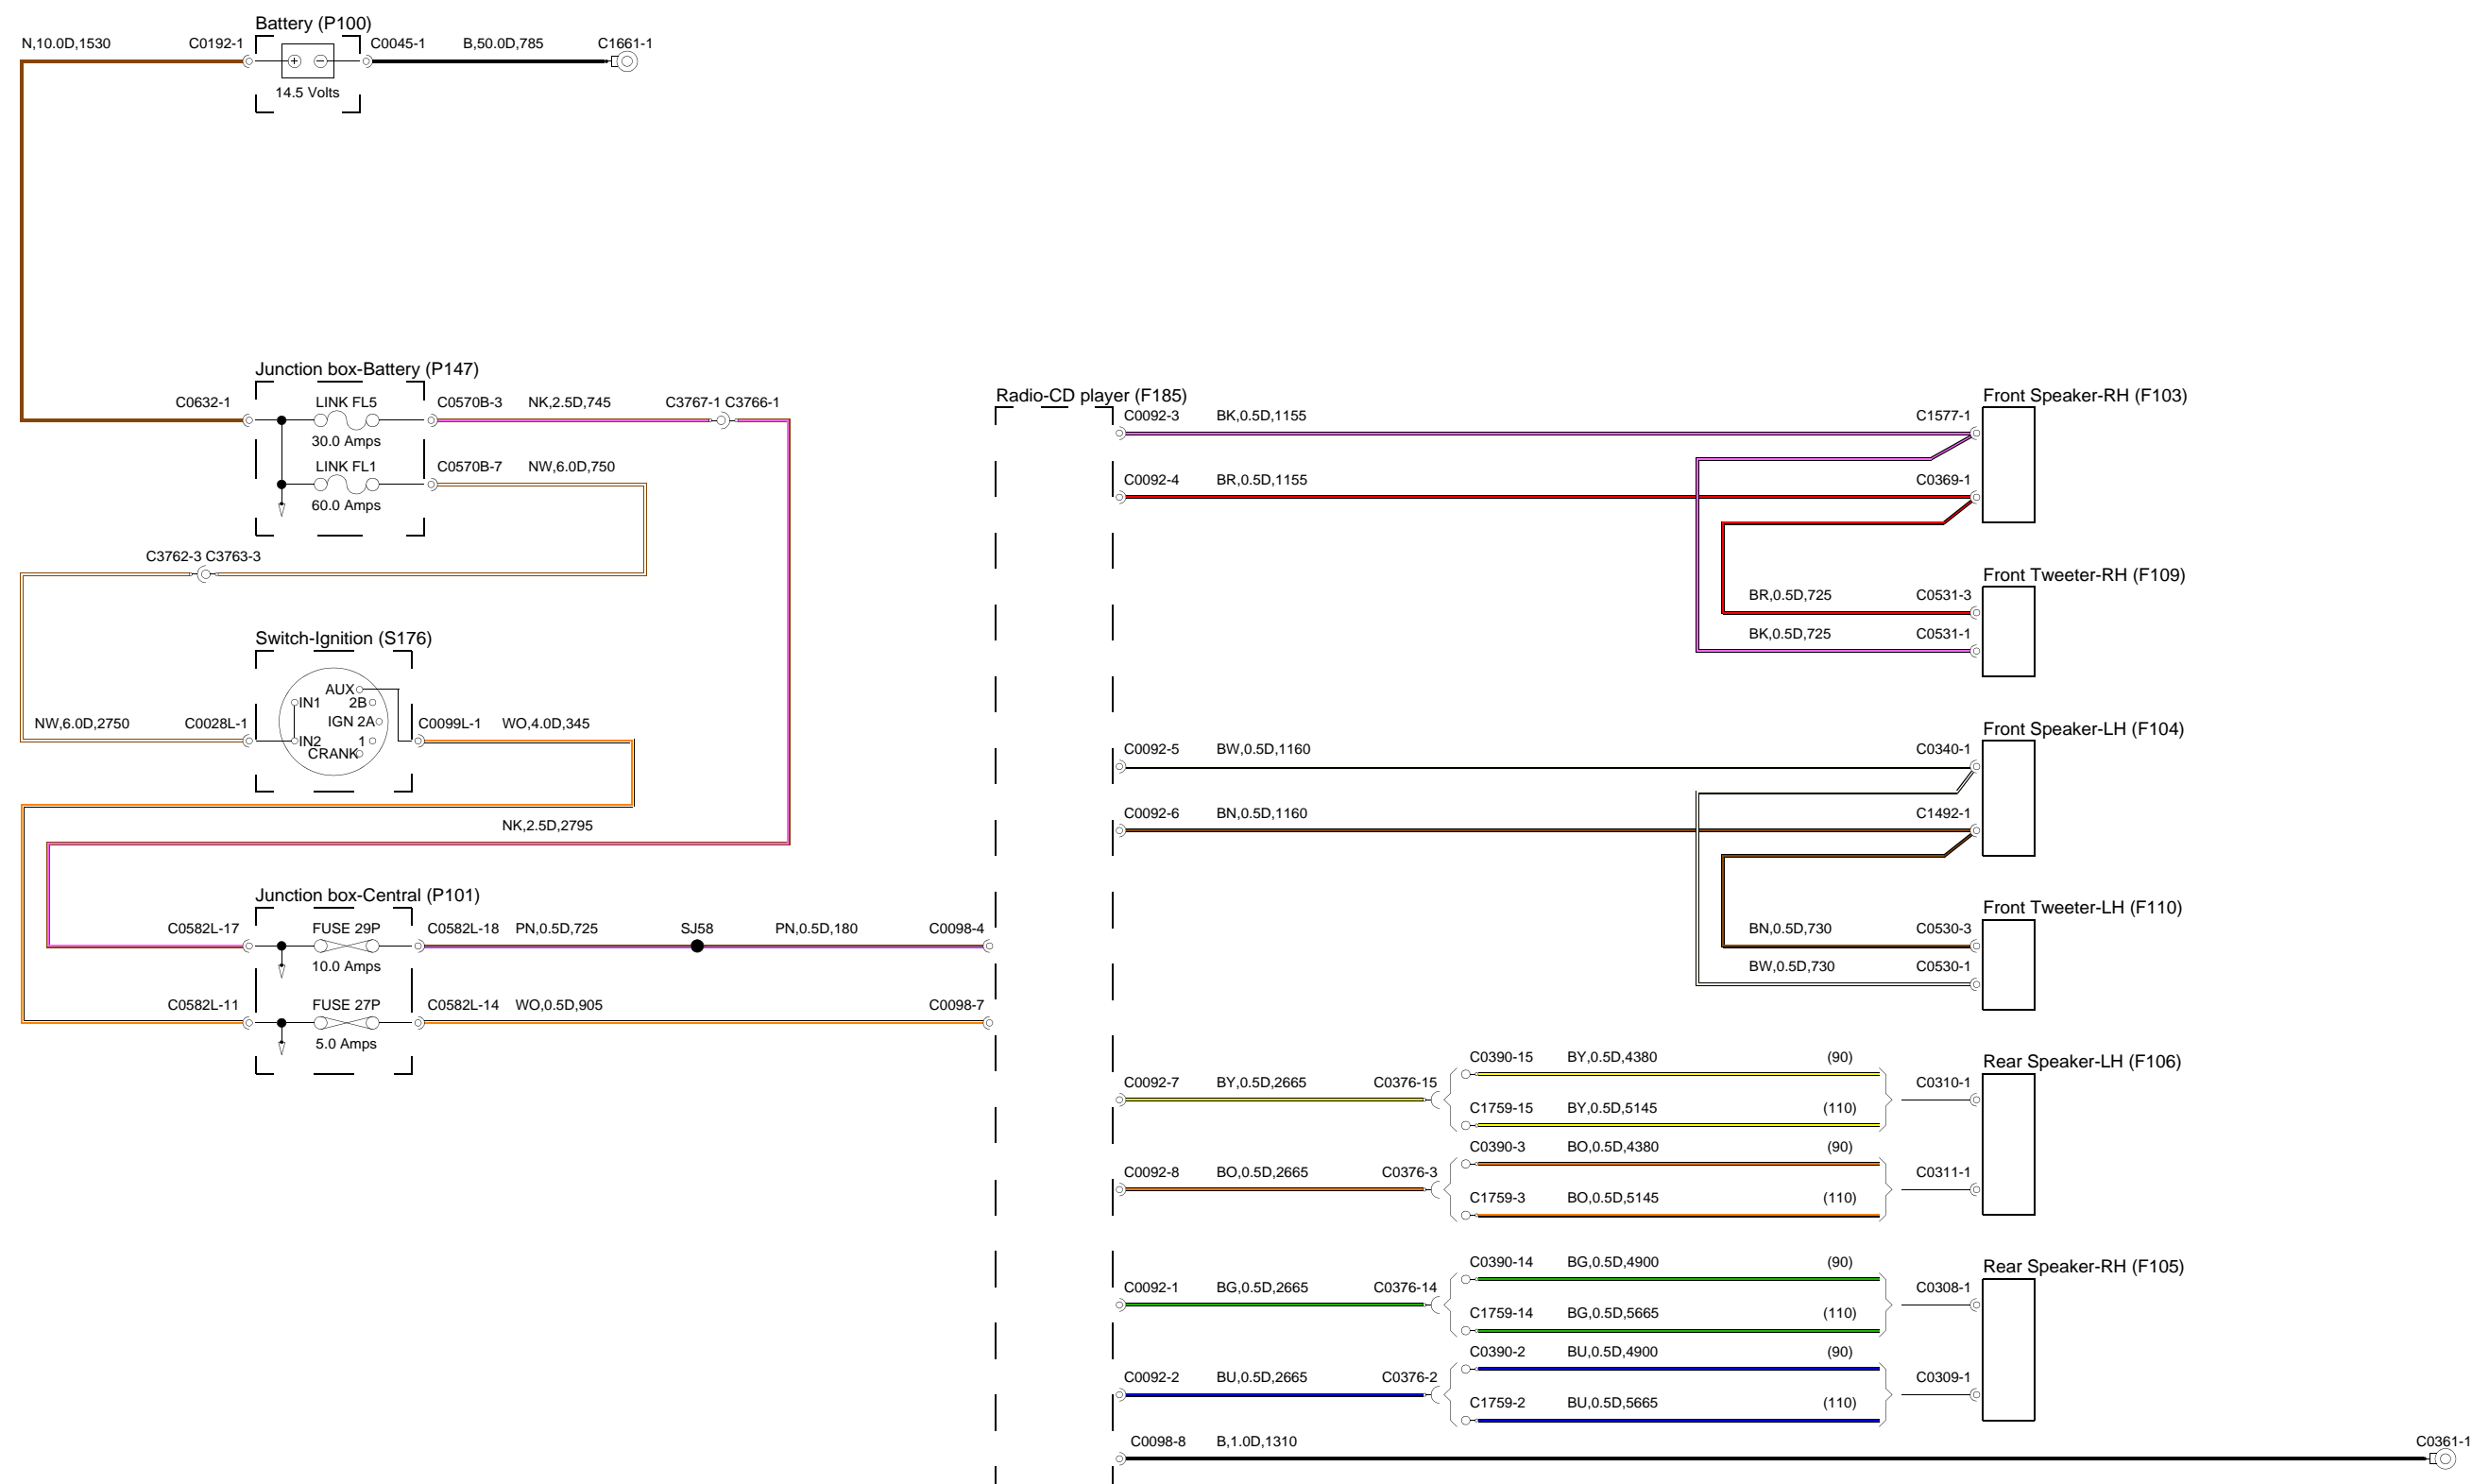 Battery (P100)
N,10.0D,1530 C0192-1 C0045-1 B,50.0D,785 C1661-1
14.5 Volts
Junction box-Battery (P147)
C0632-1 LINK FL5 C0570B-3 NK,2.5D,745 C3767-1 C3766-1
30.0 Amps
LINK FL1 C0570B-7 NW,6.0D,750
60.0 Amps
C3762-3 C3763-3
Switch-Ignition (S176)
AUX
IN1 2B
IGN 2A
NW,6.0D,2750 C0028L-1 C0099L-1 WO,4.0D,345
IN2 1
CRANK
NK,2.5D,2795
Junction box-Central (P101)
C0582L-17 FUSE 29P C0582L-18 PN,0.5D,725 SJ58 PN,0.5D,180 C0098-4
10.0 Amps
C0582L-11 FUSE 27P C0582L-14 WO,0.5D,905 C0098-7
5.0 Amps
Radio-CD player (F185)
Front Speaker-RH (F103)
C0092-3 BK,0.5D,1155 C1577-1
C0092-4 BR,0.5D,1155 C0369-1
Front Tweeter-RH (F109)
BR,0.5D,725 C0531-3
BK,0.5D,725 C0531-1
Front Speaker-LH (F104)
C0092-5 BW,0.5D,1160 C0340-1
C0092-6 BN,0.5D,1160 C1492-1
Front Tweeter-LH (F110)
BN,0.5D,730 C0530-3
BW,0.5D,730 C0530-1
Rear Speaker-LH (F106)
C0390-15 BY,0.5D,4380 (90)
C0092-7 BY,0.5D,2665 C0376-15 C0310-1
C1759-15 BY,0.5D,5145 (110)
C0390-3 BO,0.5D,4380 (90)
C0092-8 BO,0.5D,2665 C0376-3 C0311-1
C1759-3 BO,0.5D,5145 (110)
Rear Speaker-RH (F105)
C0390-14 BG,0.5D,4900 (90)
C0092-1 BG,0.5D,2665 C0376-14 C0308-1
C1759-14 BG,0.5D,5665 (110)
C0390-2 BU,0.5D,4900 (90)
C0092-2 BU,0.5D,2665 C0376-2 C0309-1
C1759-2 BU,0.5D,5665 (110)
C0098-8 B,1.0D,1310 C0361-1